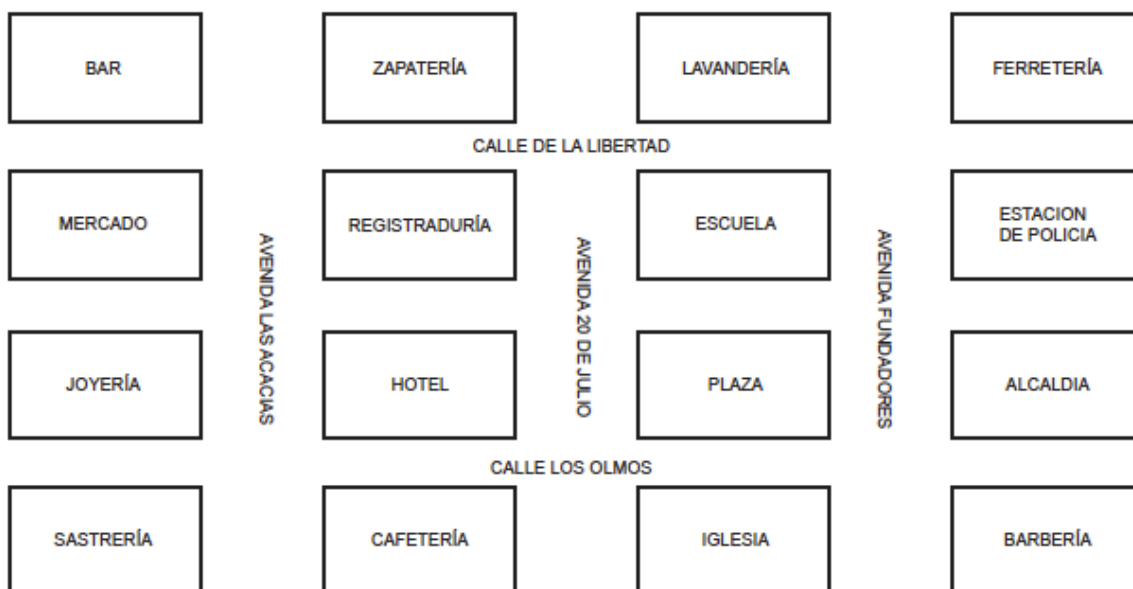 BAR
ZAPATERÍA
LAVANDERÍA
FERRETERÍA
CALLE DE LA LIBERTAD
MERCADO
REGISTRADURÍA
ESCUELA
ESTACION
DE POLICIA
AVENIDA LAS ACACIAS
AVENIDA 20 DE JULIO
AVENIDA FUNDADORES
JOYERÍA
HOTEL
PLAZA
ALCALDIA
CALLE LOS OLMOS
SASTRERÍA
CAFETERÍA
IGLESIA
BARBERÍA